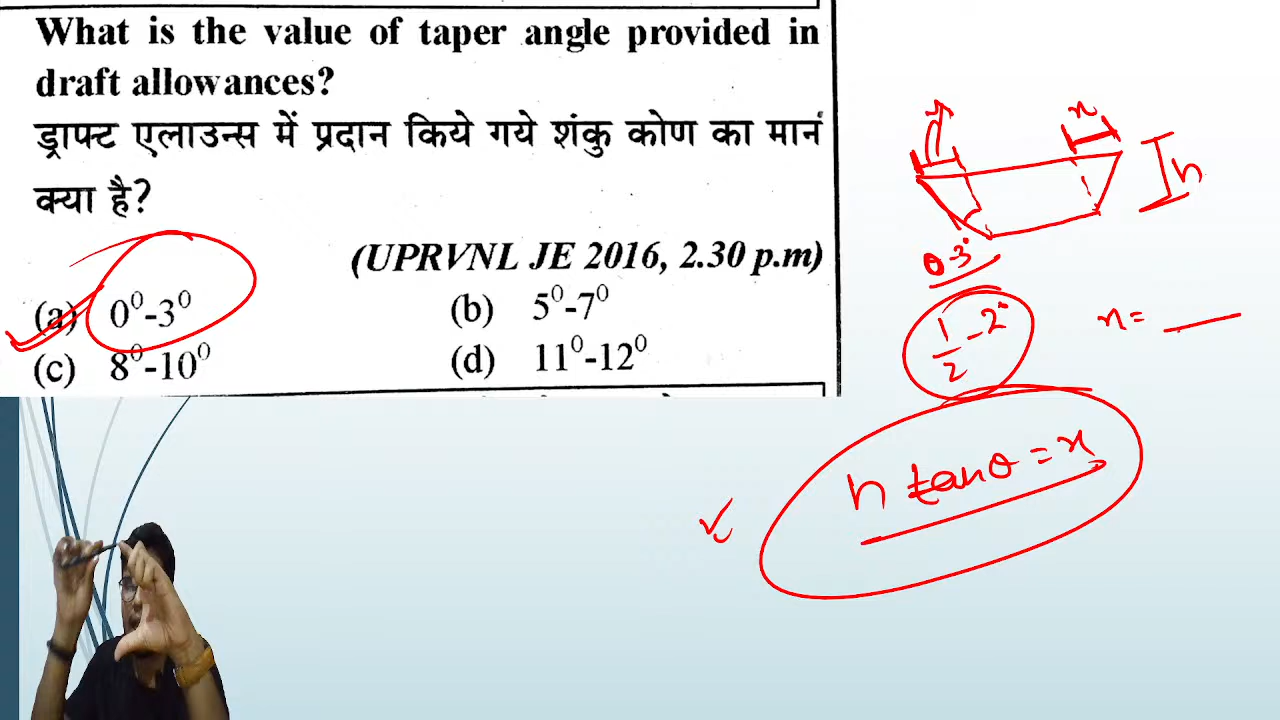 What is the value of taper angle provided in
draft allowances?
ड्राफ्ट एलाउन्स में प्रदान किये गये शंकु कोण का मान
क्या है?
(UPRVNL JE 2016, 2.30 p.m)
(a) 0⁰-3⁰ (b) 5⁰-7⁰
(c) 8⁰-10⁰ (d) 11⁰-12⁰
x
h
0-3°
1/2 - 2°
x = __
h tanθ = x